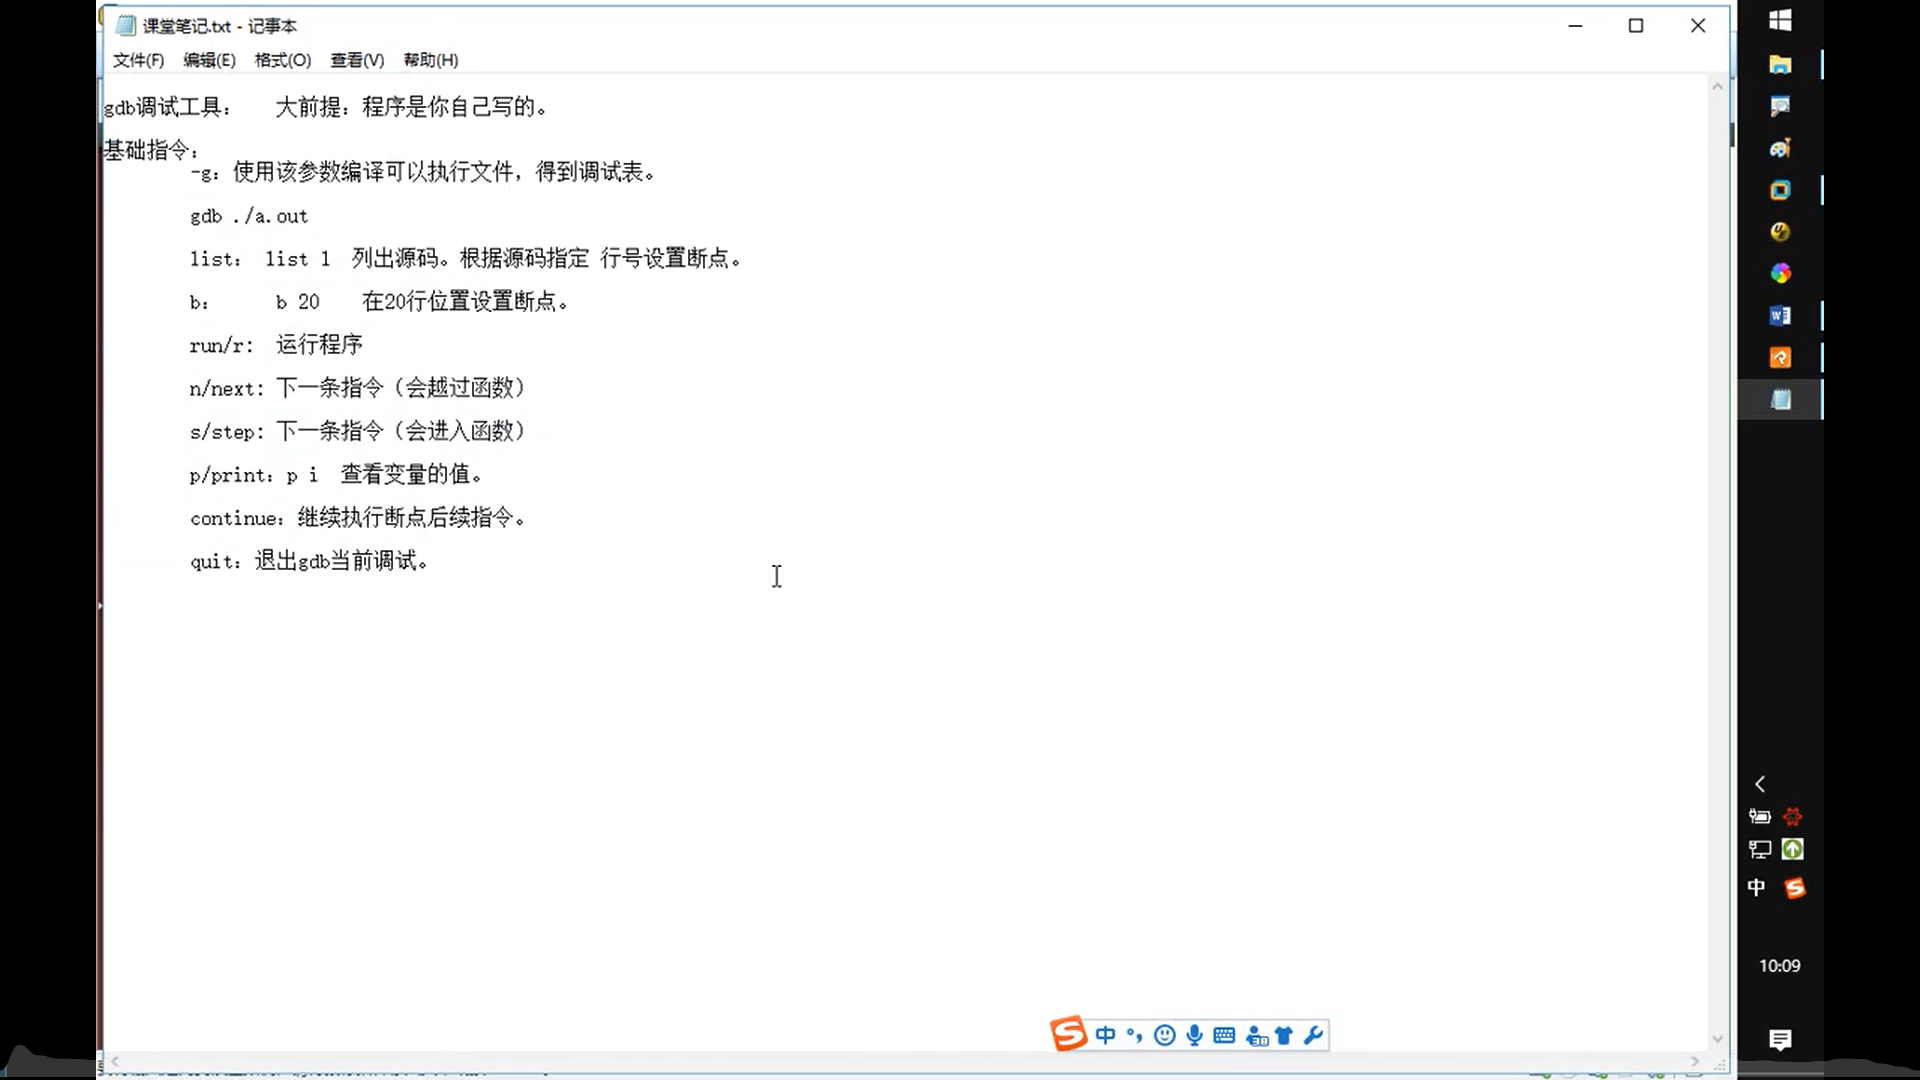 课堂笔记.txt - 记事本
文件(F) 编辑(E) 格式(O) 查看(V) 帮助(H)
gdb调试工具： 大前提：程序是你自己写的。
基础指令：
-g：使用该参数编译可以执行文件，得到调试表。
gdb ./a.out
list： list 1 列出源码。根据源码指定 行号设置断点。
b： b 20 在20行位置设置断点。
run/r: 运行程序
n/next: 下一条指令（会越过函数）
s/step: 下一条指令（会进入函数）
p/print：p i 查看变量的值。
continue：继续执行断点后续指令。
quit：退出gdb当前调试。
中
中
10:09